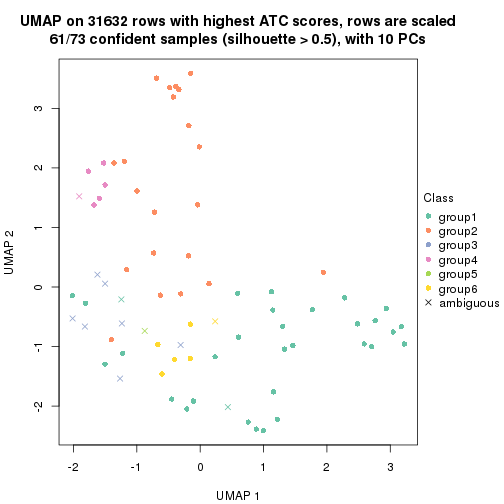 UMAP on 31632 rows with highest ATC scores, rows are scaled
61/73 confident samples (silhouette > 0.5), with 10 PCs
3
2
1
0
-1
-2
UMAP 2
-2 -1 0 1 2 3
UMAP 1
Class
group1
group2
group3
group4
group5
group6
ambiguous